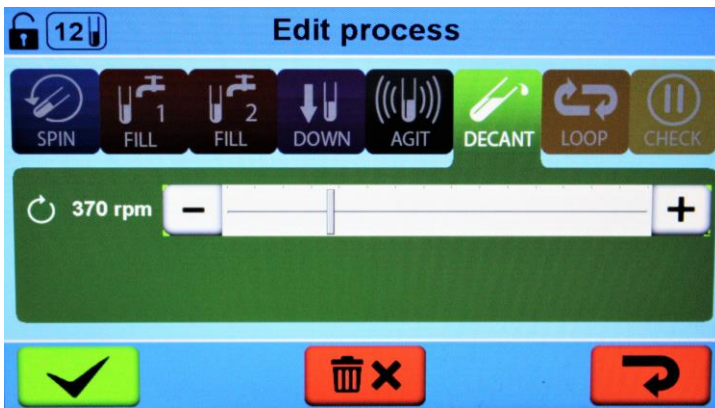 12
Edit process
SPIN
1
FILL
2
FILL
DOWN
AGIT
DECANT
LOOP
CHECK
370 rpm